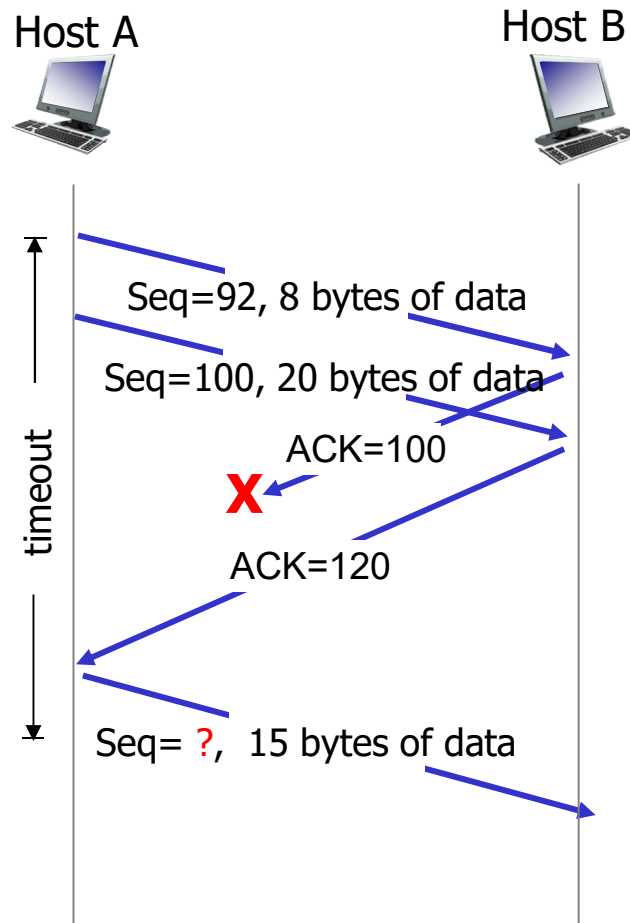 Host A
Host B
Seq=92, 8 bytes of data
Seq=100, 20 bytes of data
ACK=100
X
timeout
ACK=120
Seq= ?, 15 bytes of data